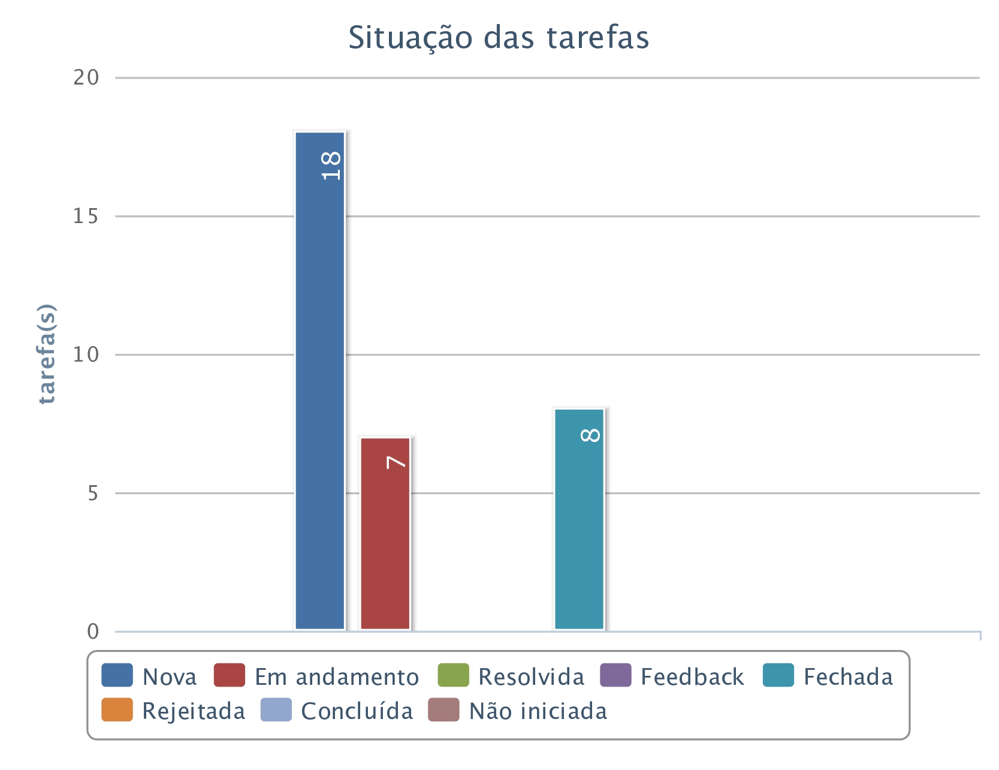 Situação das tarefas
20
15
10
5
0
tarefa(s)
18
7
8
Nova Em andamento Resolvida Feedback Fechada
Rejeitada Concluída Não iniciada